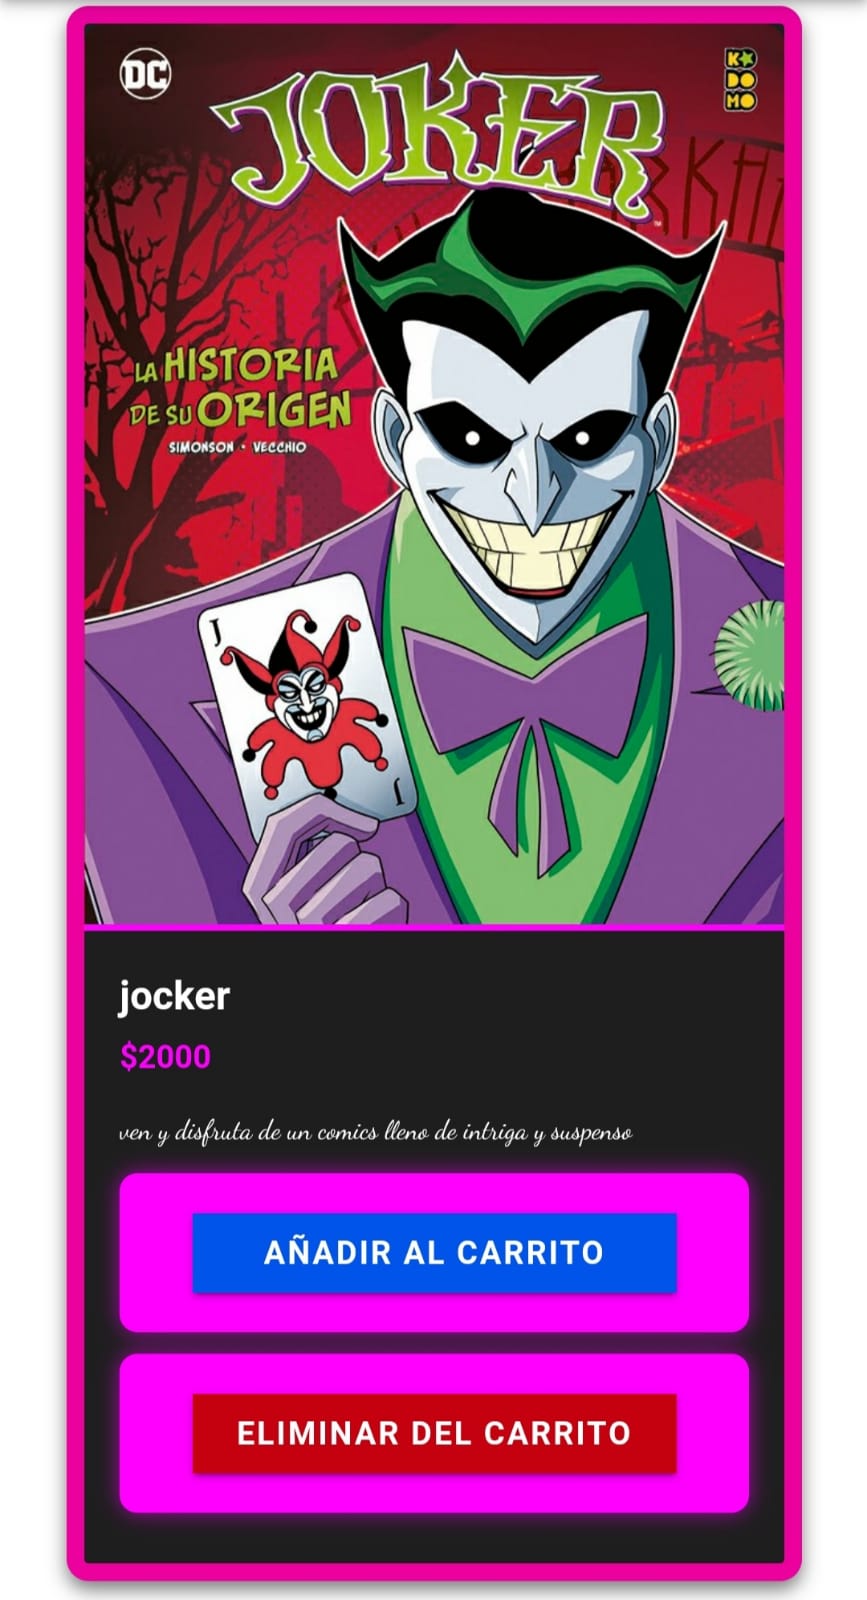 DC
KODOMO
JOKER
ARKH
LA HISTORIA
DE SU ORIGEN
SIMONSON • VECCHIO
J
J
jocker
$2000
ven y disfruta de un comics lleno de intriga y suspenso
AÑADIR AL CARRITO
ELIMINAR DEL CARRITO